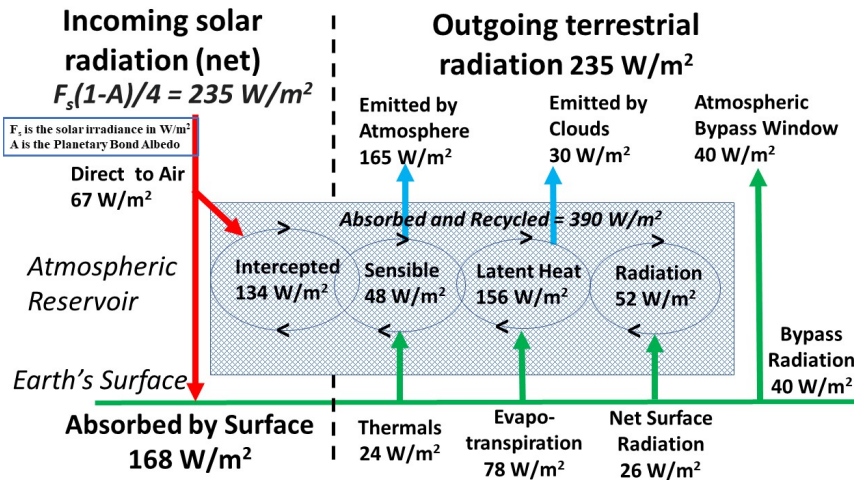 Incoming solar
radiation (net)
Fₛ(1-A)/4 = 235 W/m²
Fₛ is the solar irradiance in W/m²
A is the Planetary Bond Albedo
Direct to Air
67 W/m²
Outgoing terrestrial
radiation 235 W/m²
Emitted by
Atmosphere
165 W/m²
Emitted by
Clouds
30 W/m²
Atmospheric
Bypass Window
40 W/m²
Absorbed and Recycled = 390 W/m²
Atmospheric
Reservoir
Intercepted
134 W/m²
Sensible
48 W/m²
Latent Heat
156 W/m²
Radiation
52 W/m²
Bypass
Radiation
40 W/m²
Earth's Surface
Absorbed by Surface
168 W/m²
Thermals
24 W/m²
Evapo-
transpiration
78 W/m²
Net Surface
Radiation
26 W/m²